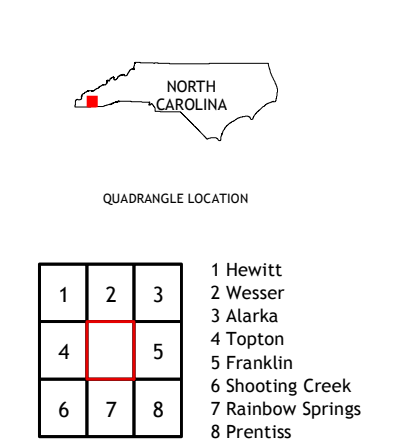 NORTH
CAROLINA
QUADRANGLE LOCATION
1 2 3
4 5
6 7 8
1 Hewitt
2 Wesser
3 Alarka
4 Topton
5 Franklin
6 Shooting Creek
7 Rainbow Springs
8 Prentiss